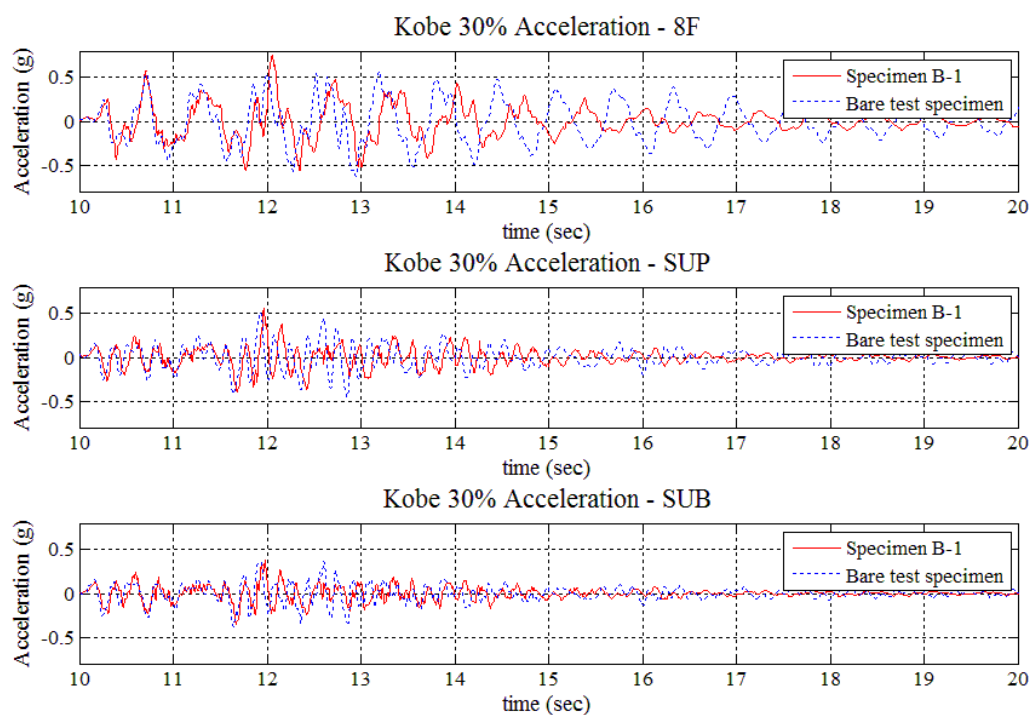 Kobe 30% Acceleration - 8F
Acceleration (g)
0.5
0
-0.5
Specimen B-1
Bare test specimen
10 11 12 13 14 15 16 17 18 19 20
time (sec)
Kobe 30% Acceleration - SUP
Acceleration (g)
0.5
0
-0.5
Specimen B-1
Bare test specimen
10 11 12 13 14 15 16 17 18 19 20
time (sec)
Kobe 30% Acceleration - SUB
Acceleration (g)
0.5
0
-0.5
Specimen B-1
Bare test specimen
10 11 12 13 14 15 16 17 18 19 20
time (sec)